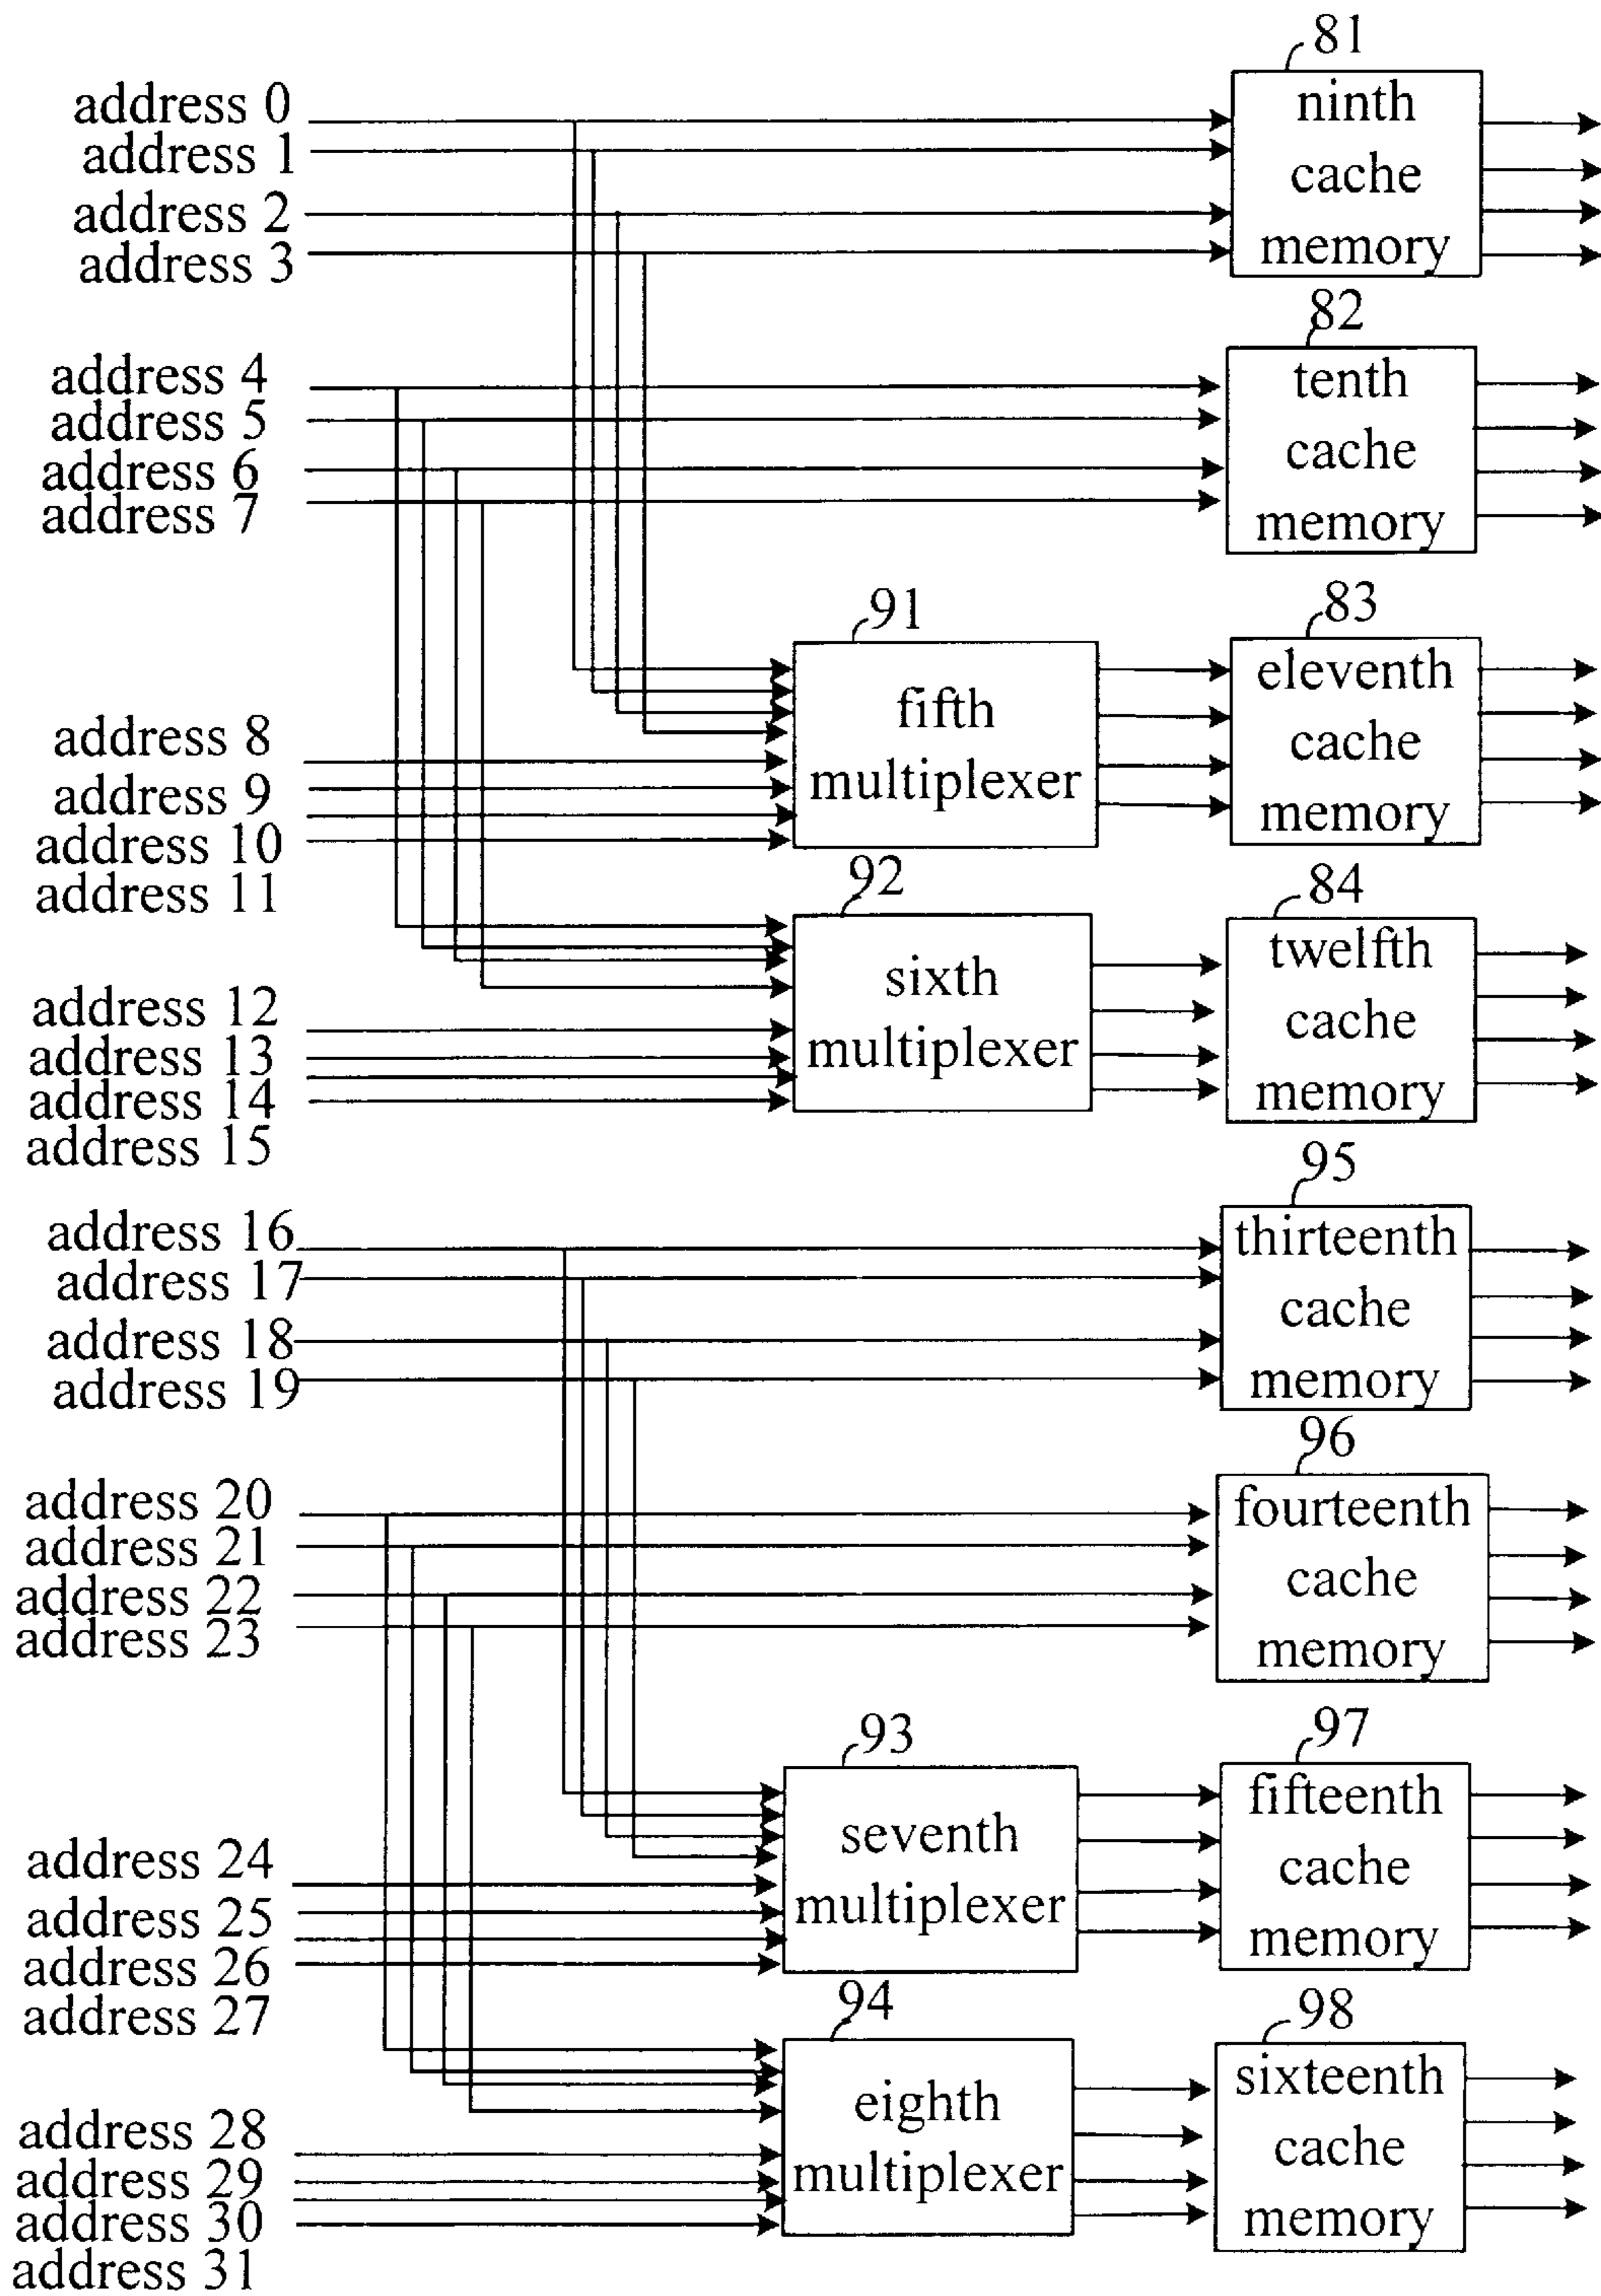 81
address 0
address 1
address 2
address 3
ninth
cache
memory
82
address 4
address 5
address 6
address 7
tenth
cache
memory
91
83
address 8
address 9
address 10
address 11
fifth
multiplexer
eleventh
cache
memory
92
84
address 12
address 13
address 14
address 15
sixth
multiplexer
twelfth
cache
memory
95
address 16
address 17
address 18
address 19
thirteenth
cache
memory
96
address 20
address 21
address 22
address 23
fourteenth
cache
memory
93
97
address 24
address 25
address 26
address 27
seventh
multiplexer
fifteenth
cache
memory
94
98
address 28
address 29
address 30
address 31
eighth
multiplexer
sixteenth
cache
memory